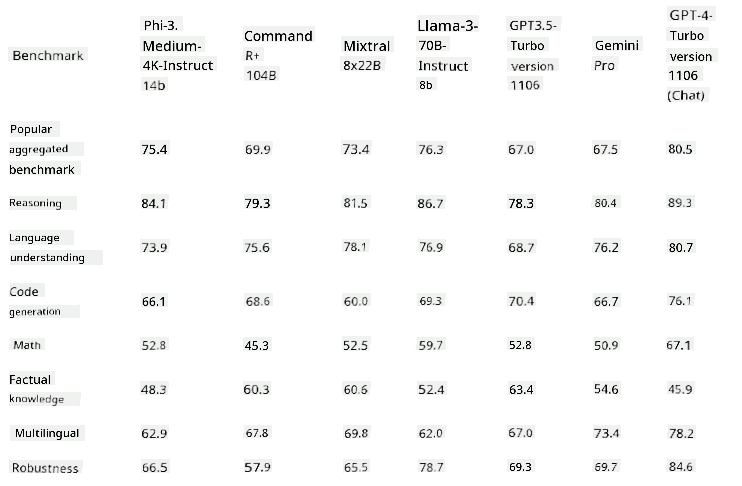 Benchmark Phi-3. Medium- 4K-Instruct 14b Command R+ 104B Mixtral 8x22B Llama-3- 70B- Instruct 8b GPT3.5- Turbo version 1106 Gemini Pro GPT-4- Turbo version 1106 (Chat)
Popular aggregated benchmark 75.4 69.9 73.4 76.3 67.0 67.5 80.5
Reasoning 84.1 79.3 81.5 86.7 78.3 80.4 89.3
Language understanding 73.9 75.6 78.1 76.9 68.7 76.2 80.7
Code generation 66.1 68.6 60.0 69.3 70.4 66.7 76.1
Math 52.8 45.3 52.5 59.7 52.8 50.9 67.1
Factual knowledge 48.3 60.3 60.6 52.4 63.4 54.6 45.9
Multilingual 62.9 67.8 69.8 62.0 67.0 73.4 78.2
Robustness 66.5 57.9 65.5 78.7 69.3 69.7 84.6